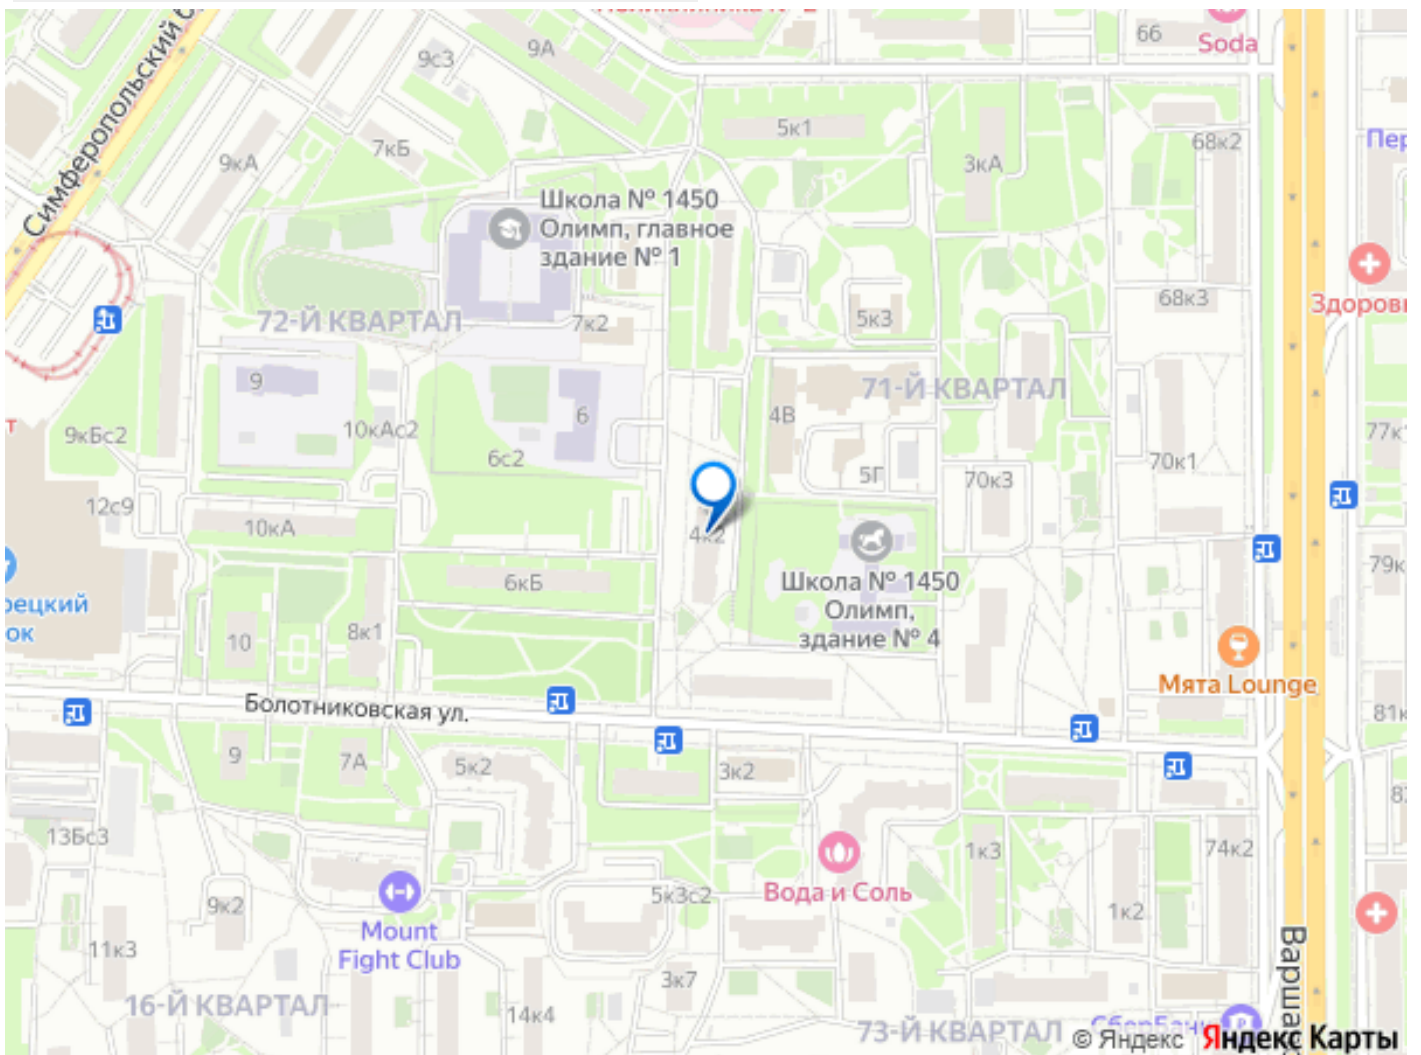 66
Soda
Симферопольский
9с3
9А
5к1
7кБ
9кА
3кА
68к2
Пер
Школа № 1450
Олимп, главное
здание № 1
68к3
Здоровь
72-Й КВАРТАЛ
7к2
5к3
9
4В
71-Й КВАРТАЛ
6
9кБс2
10кАс2
6с2
5Г
70к3
70к1
77к
12с9
10кА
4к2
79к
6кБ
Школа № 1450
Олимп,
здание № 4
рецкий
ок
10
8к1
Мята Lounge
Болотниковская ул.
81к
9
7А
5к2
3к2
13Бс3
1к3
74к2
Вода и Соль
9к2
5к3с2
1к2
Mount
Fight Club
11к3
3к7
16-Й КВАРТАЛ
14к4
73-Й КВАРТАЛ
Варша
© Яндекс Яндекс Карты